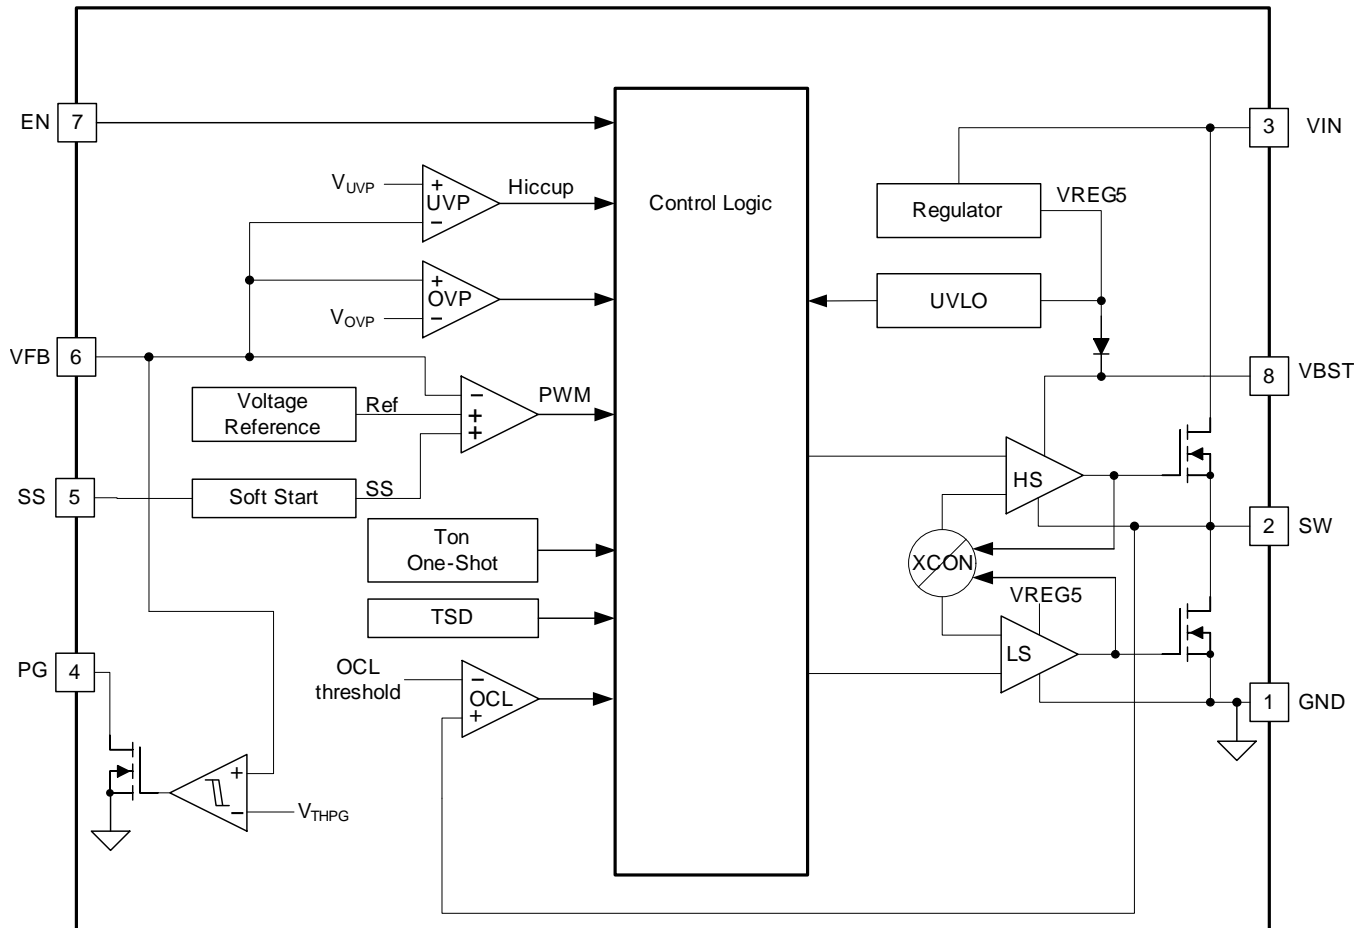 EN
7
3
VIN
VUVP
+
UVP
−
Hiccup
Control Logic
Regulator
VREG5
+
OVP
−
VOVP
UVLO
VFB
6
8
VBST
Voltage
Reference
Ref
−
+
+
PWM
SS
5
Soft Start
SS
HS
2
SW
Ton
One-Shot
XCON
TSD
VREG5
LS
PG
4
OCL
threshold
−
OCL
+
1
GND
+
−
VTHPG